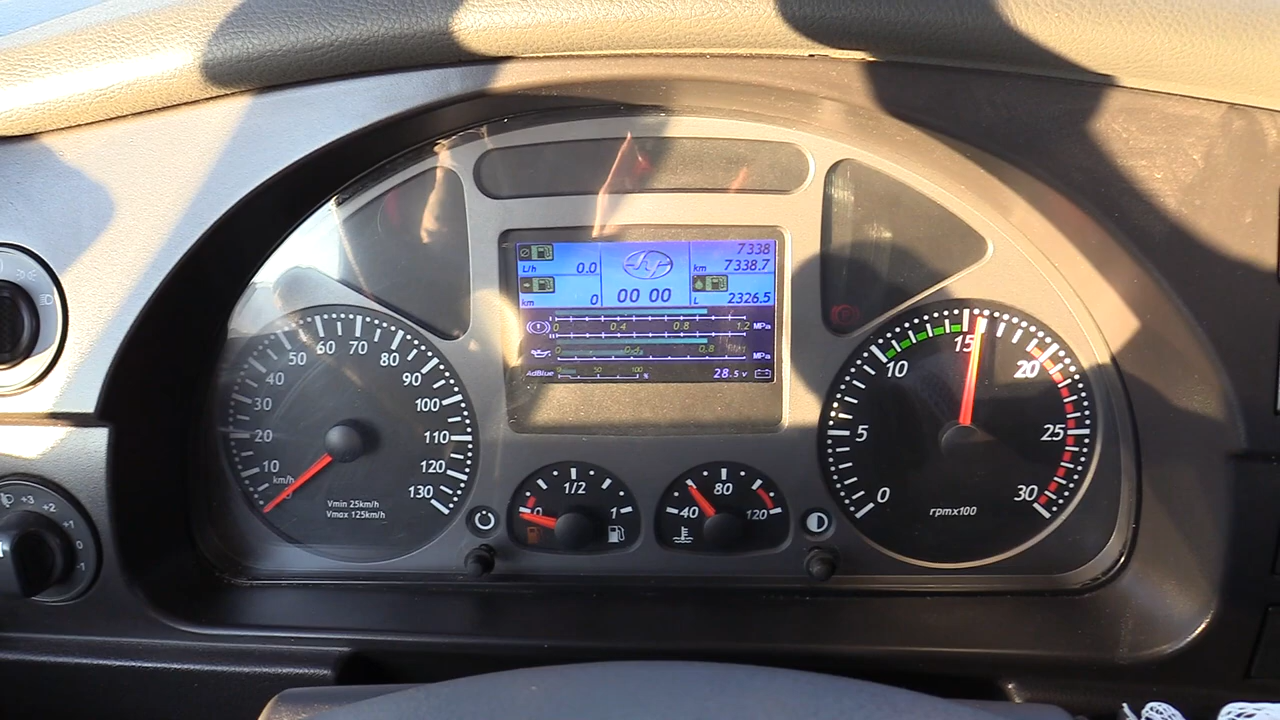 7338
L/h 0.0
km 7338.7
km 0
00 00
L 2326.5
0 0.4 0.8 1.2 MPa
0 0.8 MPa
AdBlue 0 50 100 %
28.5 V
10 20 30 40 50 60 70 80 90 100 110 120 130
km/h
Vmin 25km/h
Vmax 125km/h
0 1/2 1
40 80 120
0 5 10 15 20 25 30
rpmx100
+3
+2
+1
0
-1